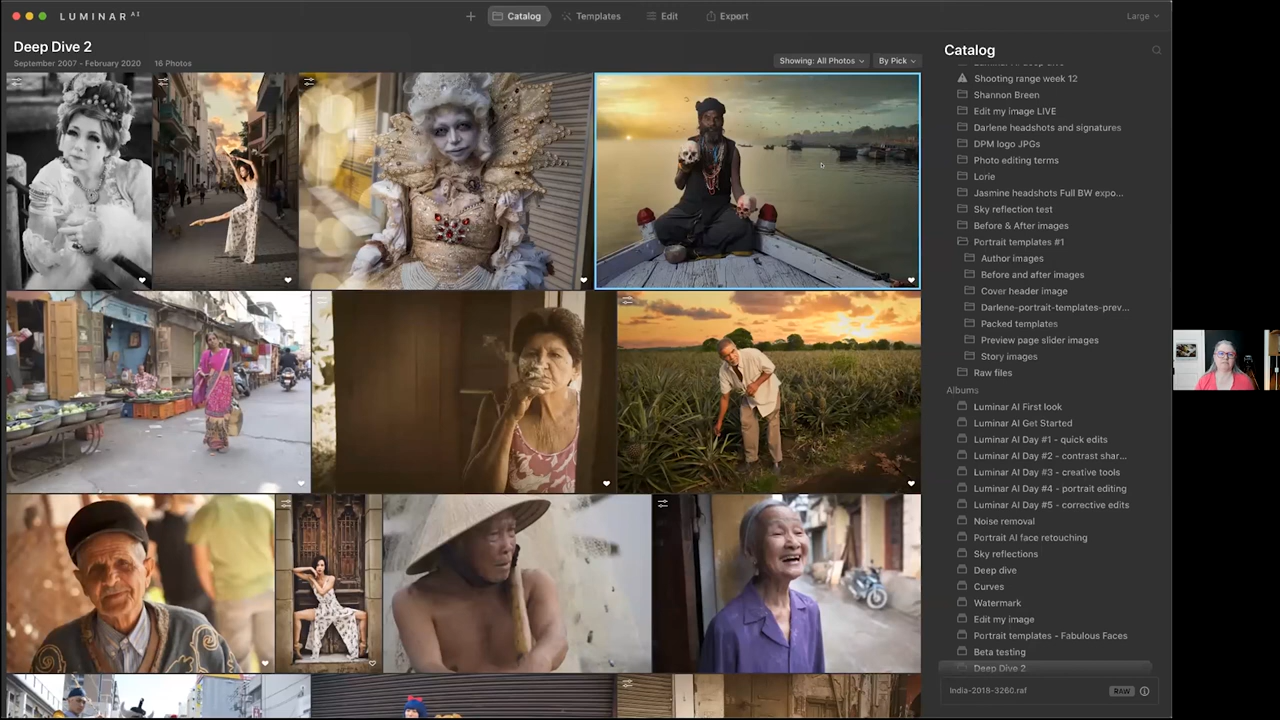 LUMINAR AI
Catalog
Templates
Edit
Export
Large
Deep Dive 2
September 2007 - February 2020
16 Photos
Showing: All Photos
By Pick
Catalog
Shooting range week 12
Shannon Breen
Edit my image LIVE
Darlene headshots and signatures
DPM logo JPGs
Photo editing terms
Lorie
Jasmine headshots Full BW expo...
Sky reflection test
Before & After images
Portrait templates #1
Author images
Before and after images
Cover header image
Darlene-portrait-templates-prev...
Packed templates
Preview page slider images
Story images
Raw files
Albums
Luminar AI First look
Luminar AI Get Started
Luminar AI Day #1 - quick edits
Luminar AI Day #2 - contrast shar...
Luminar AI Day #3 - creative tools
Luminar AI Day #4 - portrait editing
Luminar AI Day #5 - corrective edits
Noise removal
Portrait AI face retouching
Sky reflections
Deep dive
Curves
Watermark
Edit my image
Portrait templates - Fabulous Faces
Beta testing
Deep Dive 2
India-2018-3260.raf
RAW